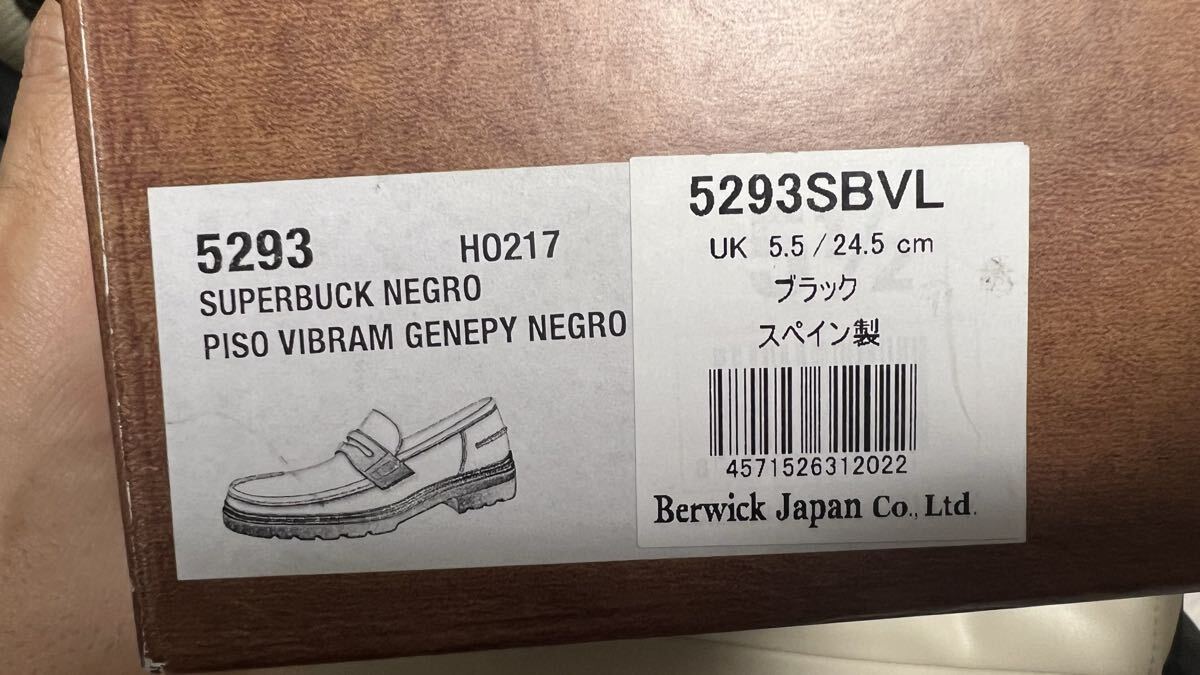 5293 HO217
SUPERBUCK NEGRO
PISO VIBRAM GENEPY NEGRO
5293SBVL
UK 5.5 / 24.5 cm
ブラック
スペイン製
4571526312022
Berwick Japan Co., Ltd.